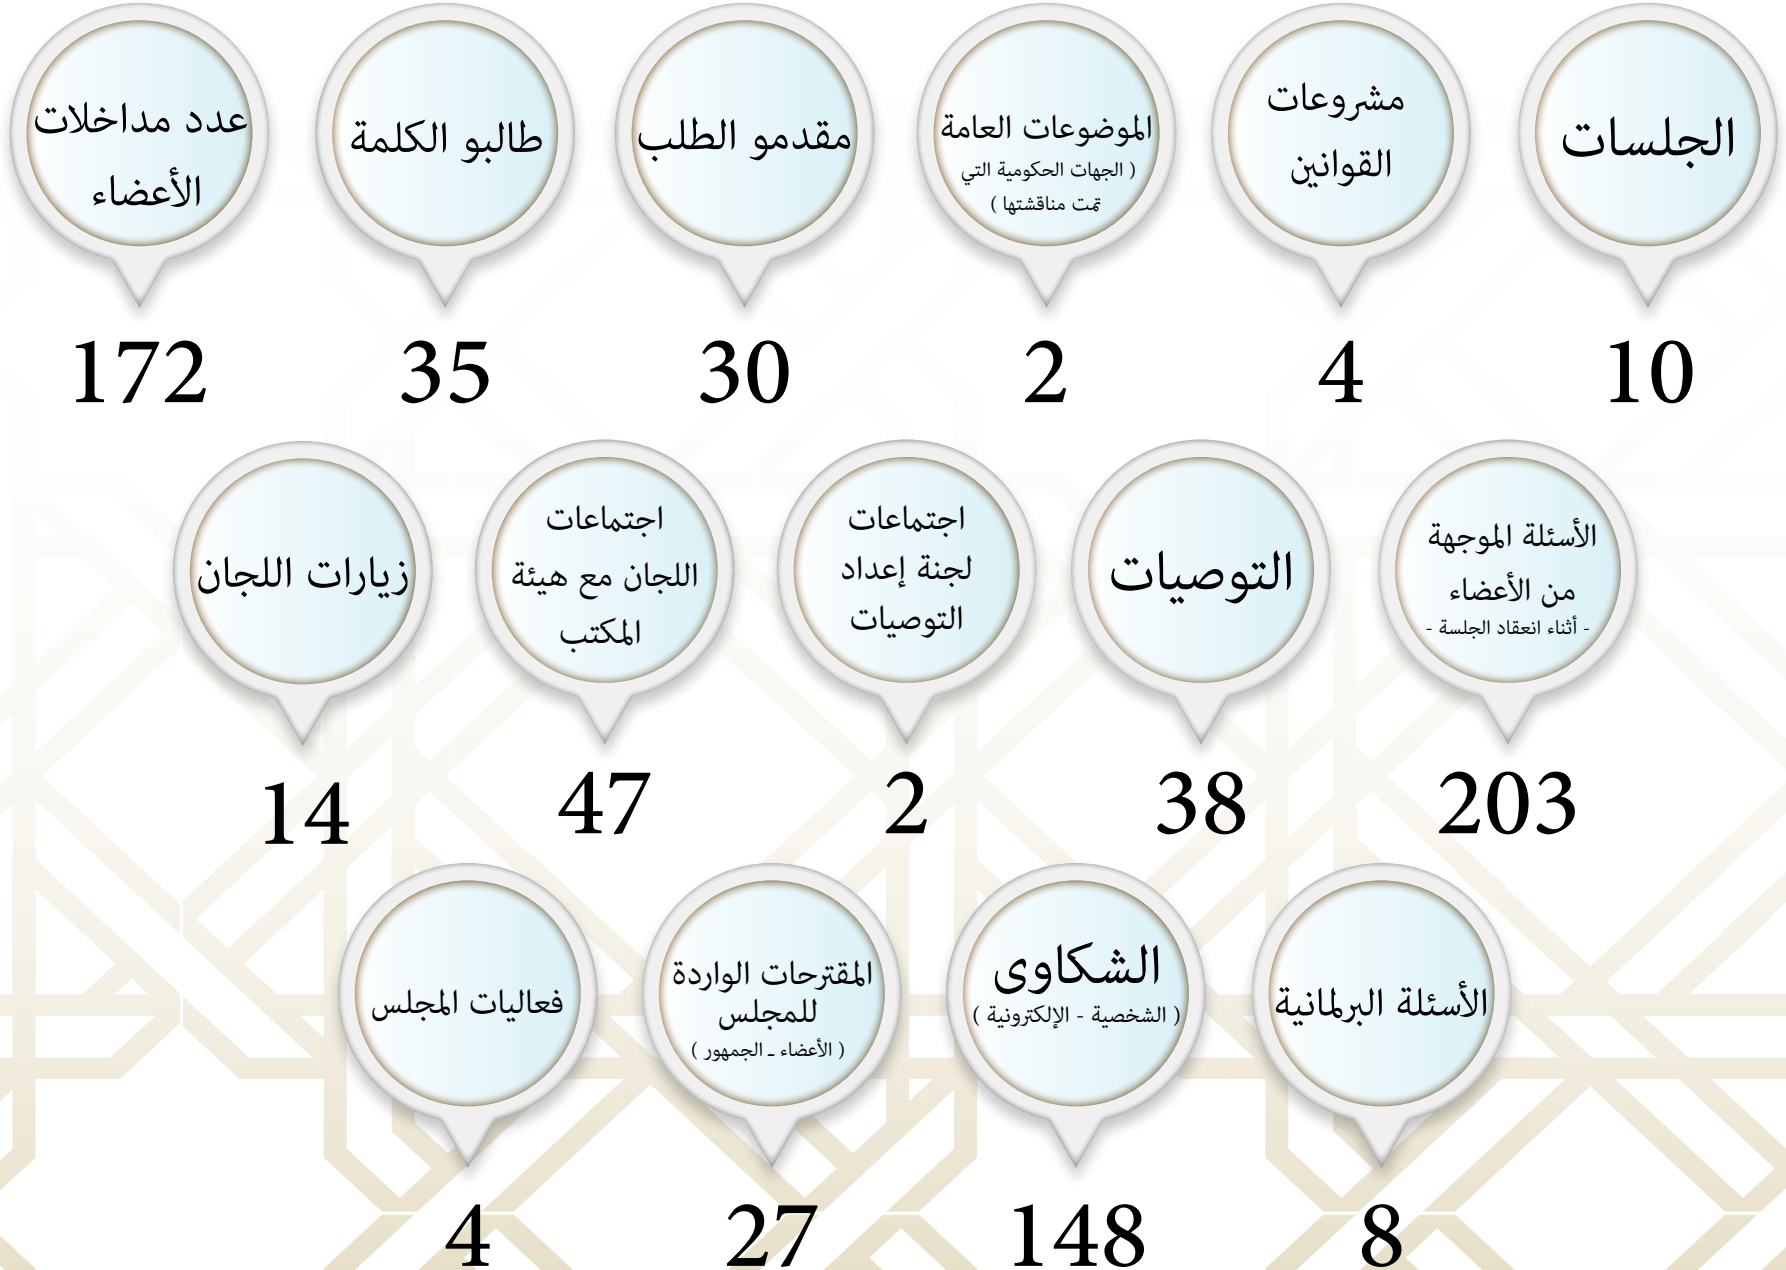 الجلسات
10
مشروعات
القوانين
4
الموضوعات العامة
( الجهات الحكومية التي
تمت مناقشتها )
2
مقدمو الطلب
30
طالبو الكلمة
35
عدد مداخلات
الأعضاء
172
الأسئلة الموجهة
من الأعضاء
- أثناء انعقاد الجلسة -
203
التوصيات
38
اجتماعات
لجنة إعداد
التوصيات
2
اجتماعات
اللجان مع هيئة
المكتب
47
زيارات اللجان
14
الأسئلة البرلمانية
8
الشكاوى
( الشخصية - الإلكترونية )
148
المقترحات الواردة
للمجلس
( الأعضاء ـ الجمهور )
27
فعاليات المجلس
4